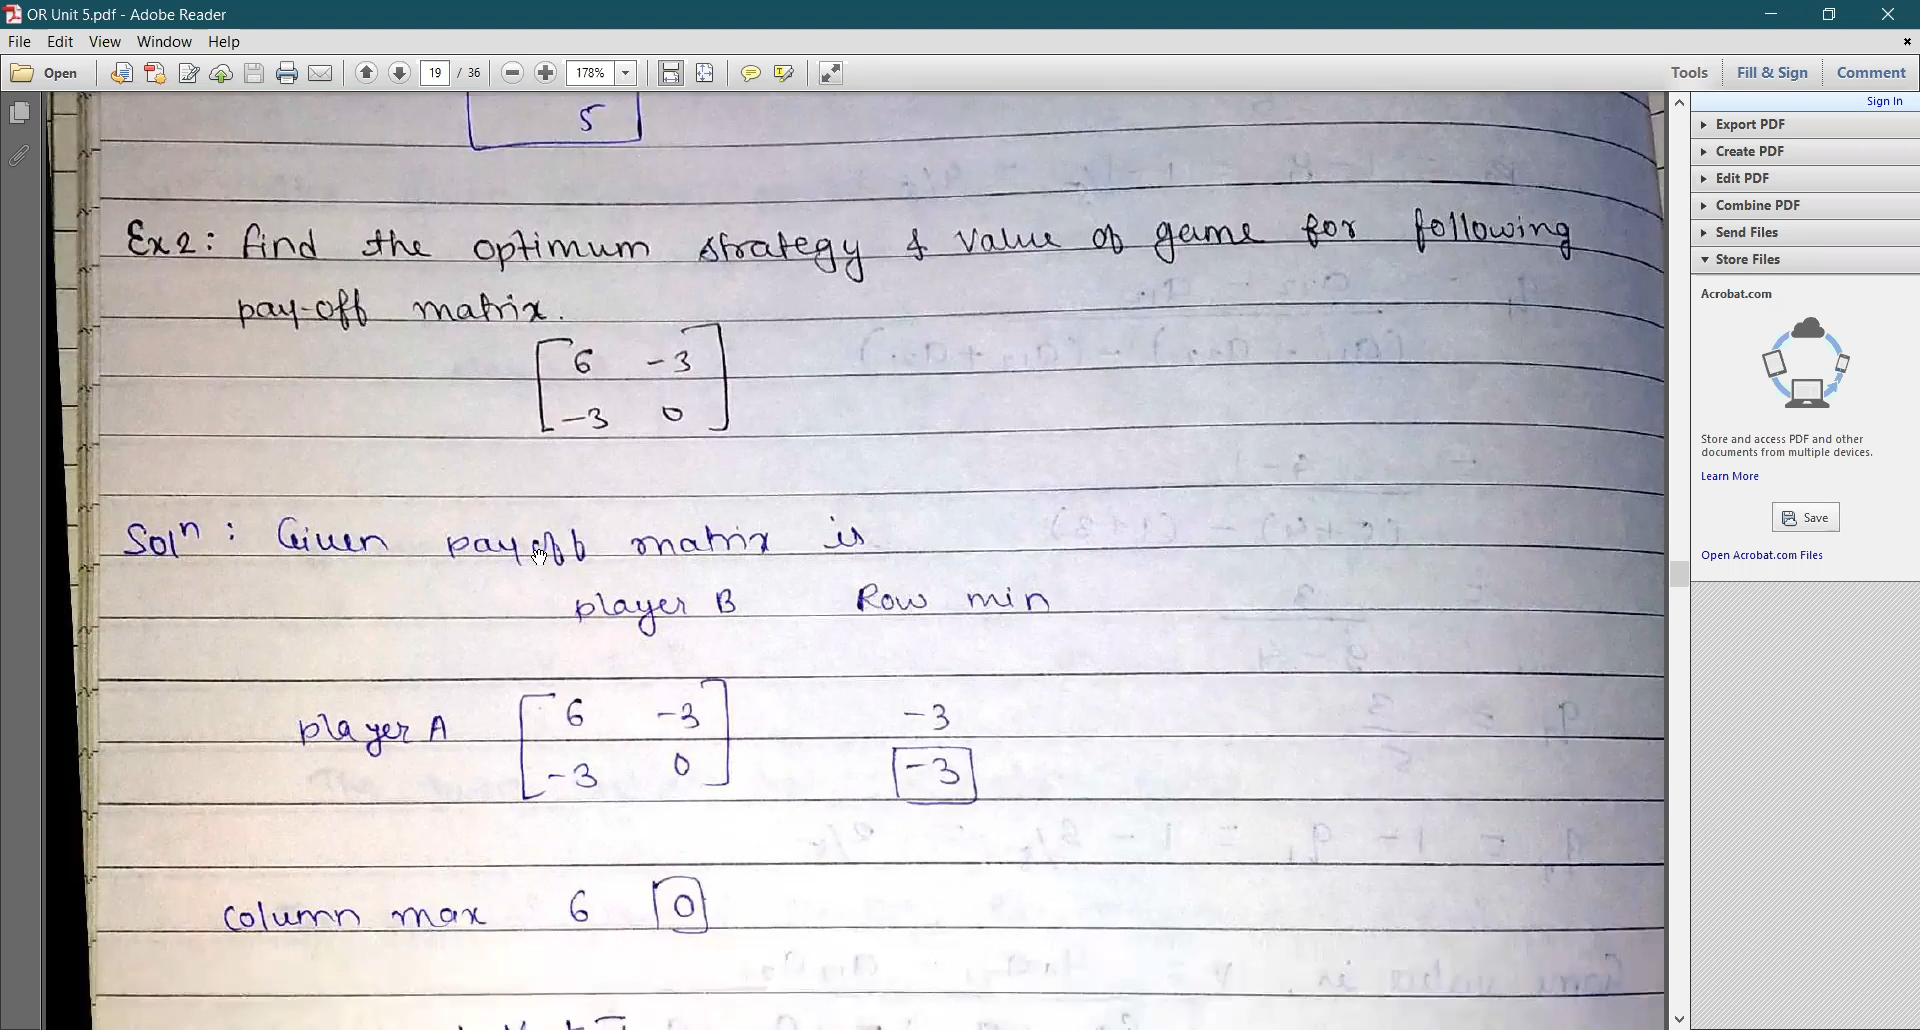 OR Unit 5.pdf - Adobe Reader
File Edit View Window Help
Open 19 / 36 178% Tools Fill & Sign Comment
Sign In
Export PDF
Create PDF
Edit PDF
Combine PDF
Send Files
Store Files
Acrobat.com
Store and access PDF and other
documents from multiple devices.
Learn More
Save
Open Acrobat.com Files
5
Ex 2 : find the optimum strategy & value of game for following
pay-off matrix.
6 -3
-3 0
Solⁿ : Given payoff matrix is
player B Row min
player A 6 -3 -3
-3 0 -3
column max 6 0